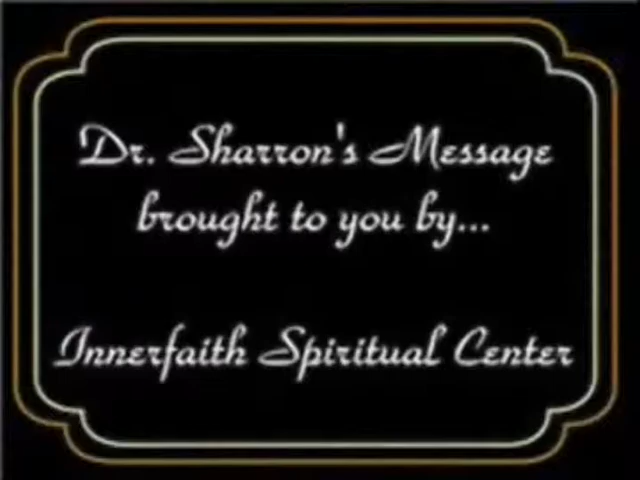 Dr. Sharron's Message
brought to you by...
Innerfaith Spiritual Center